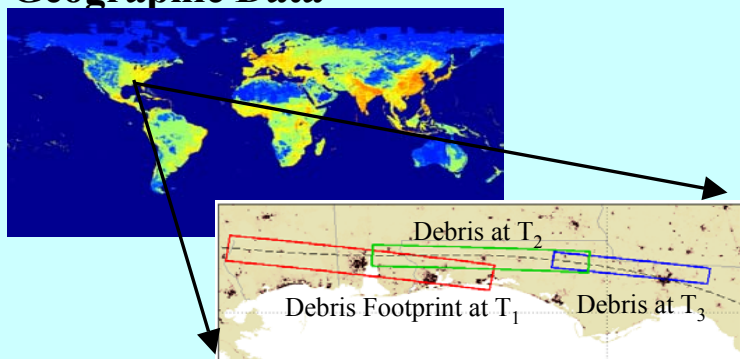 Geographic Data
Debris at T2
Debris Footprint at T1
Debris at T3